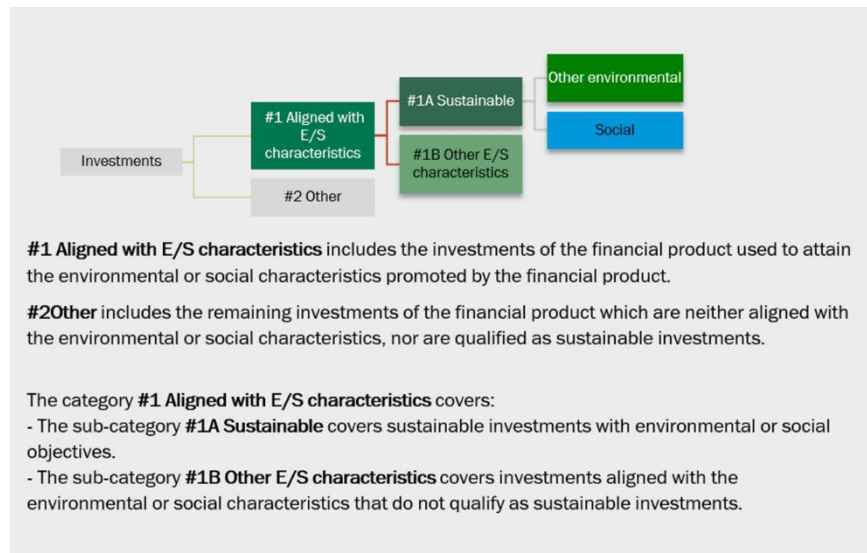 Other environmental
#1A Sustainable
#1 Aligned with
E/S
characteristics
Social
Investments
#1B Other E/S
characteristics
#2 Other
#1 Aligned with E/S characteristics includes the investments of the financial product used to attain
the environmental or social characteristics promoted by the financial product.
#2Other includes the remaining investments of the financial product which are neither aligned with
the environmental or social characteristics, nor are qualified as sustainable investments.
The category #1 Aligned with E/S characteristics covers:
- The sub-category #1A Sustainable covers sustainable investments with environmental or social
objectives.
- The sub-category #1B Other E/S characteristics covers investments aligned with the
environmental or social characteristics that do not qualify as sustainable investments.